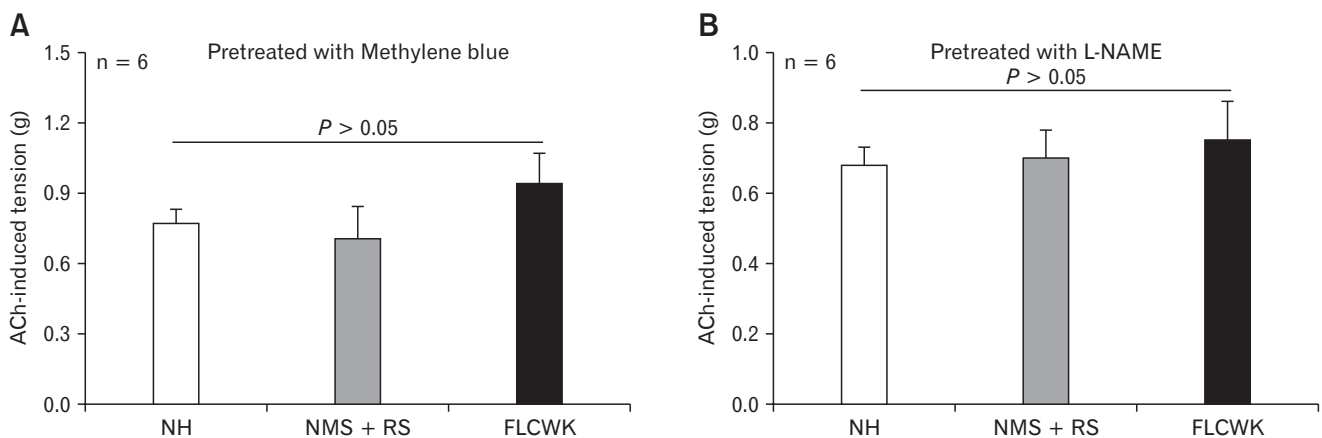 A
Pretreated with Methylene blue
n = 6
P > 0.05
ACh-induced tension (g)
1.5
1.2
0.9
0.6
0.3
0.0
NH
NMS + RS
FLCWK
B
Pretreated with L-NAME
n = 6
P > 0.05
ACh-induced tension (g)
1.0
0.8
0.6
0.4
0.2
0.0
NH
NMS + RS
FLCWK